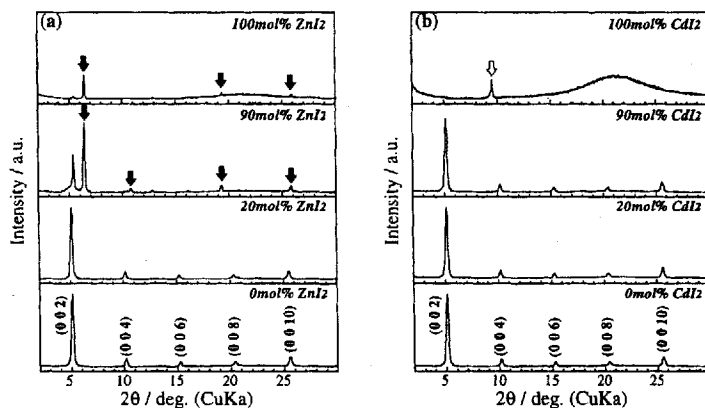 (a)
100mol% ZnI2
90mol% ZnI2
20mol% ZnI2
0mol% ZnI2
(0 0 2)
(0 0 4)
(0 0 6)
(0 0 8)
(0 0 10)
Intensity / a.u.
5 10 15 20 25
2θ / deg. (CuKa)
(b)
100mol% CdI2
90mol% CdI2
20mol% CdI2
0mol% CdI2
(0 0 2)
(0 0 4)
(0 0 6)
(0 0 8)
(0 0 10)
Intensity / a.u.
5 10 15 20 25
2θ / deg. (CuKa)